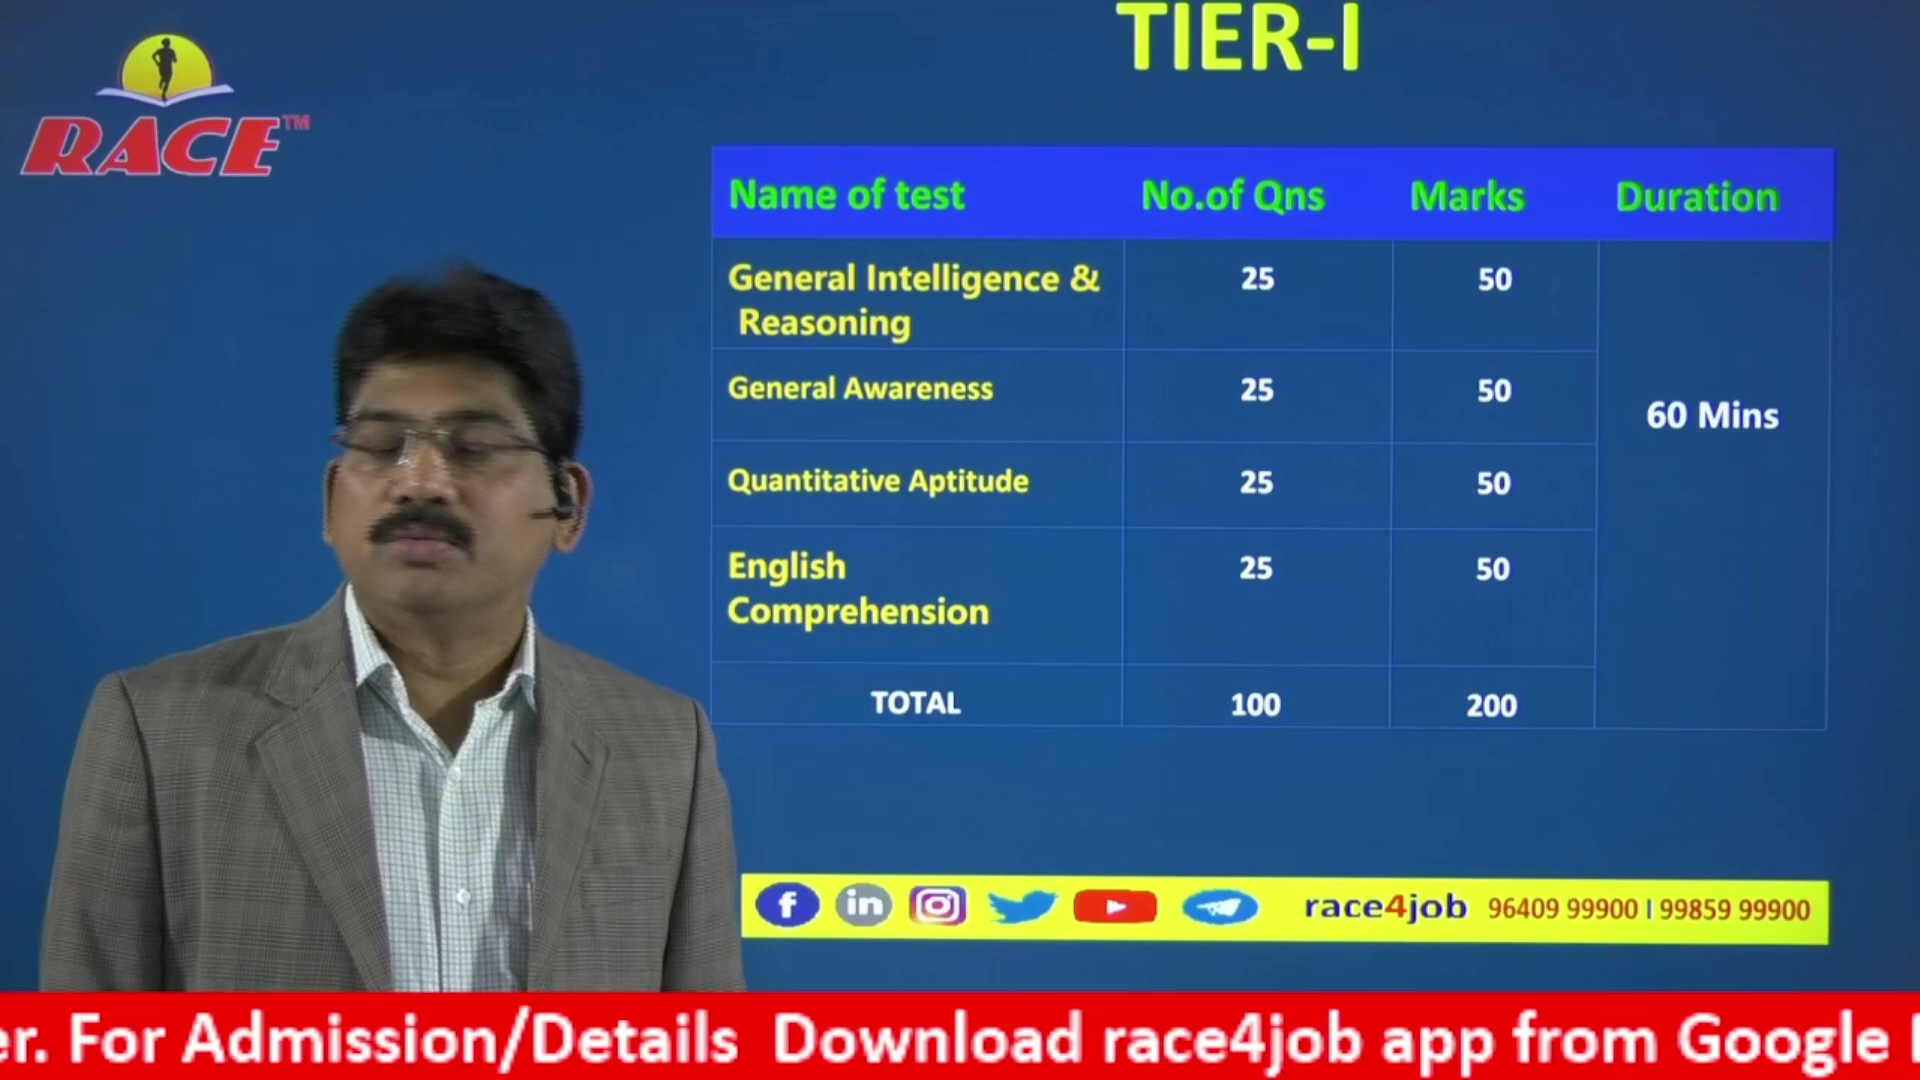 TIER-I
RACE™
Name of test No.of Qns Marks Duration
General Intelligence &
Reasoning
25 50
General Awareness 25 50
60 Mins
Quantitative Aptitude 25 50
English
Comprehension
25 50
TOTAL 100 200
f in race4job 96409 99900 I 99859 99900
er. For Admission/Details Download race4job app from Google